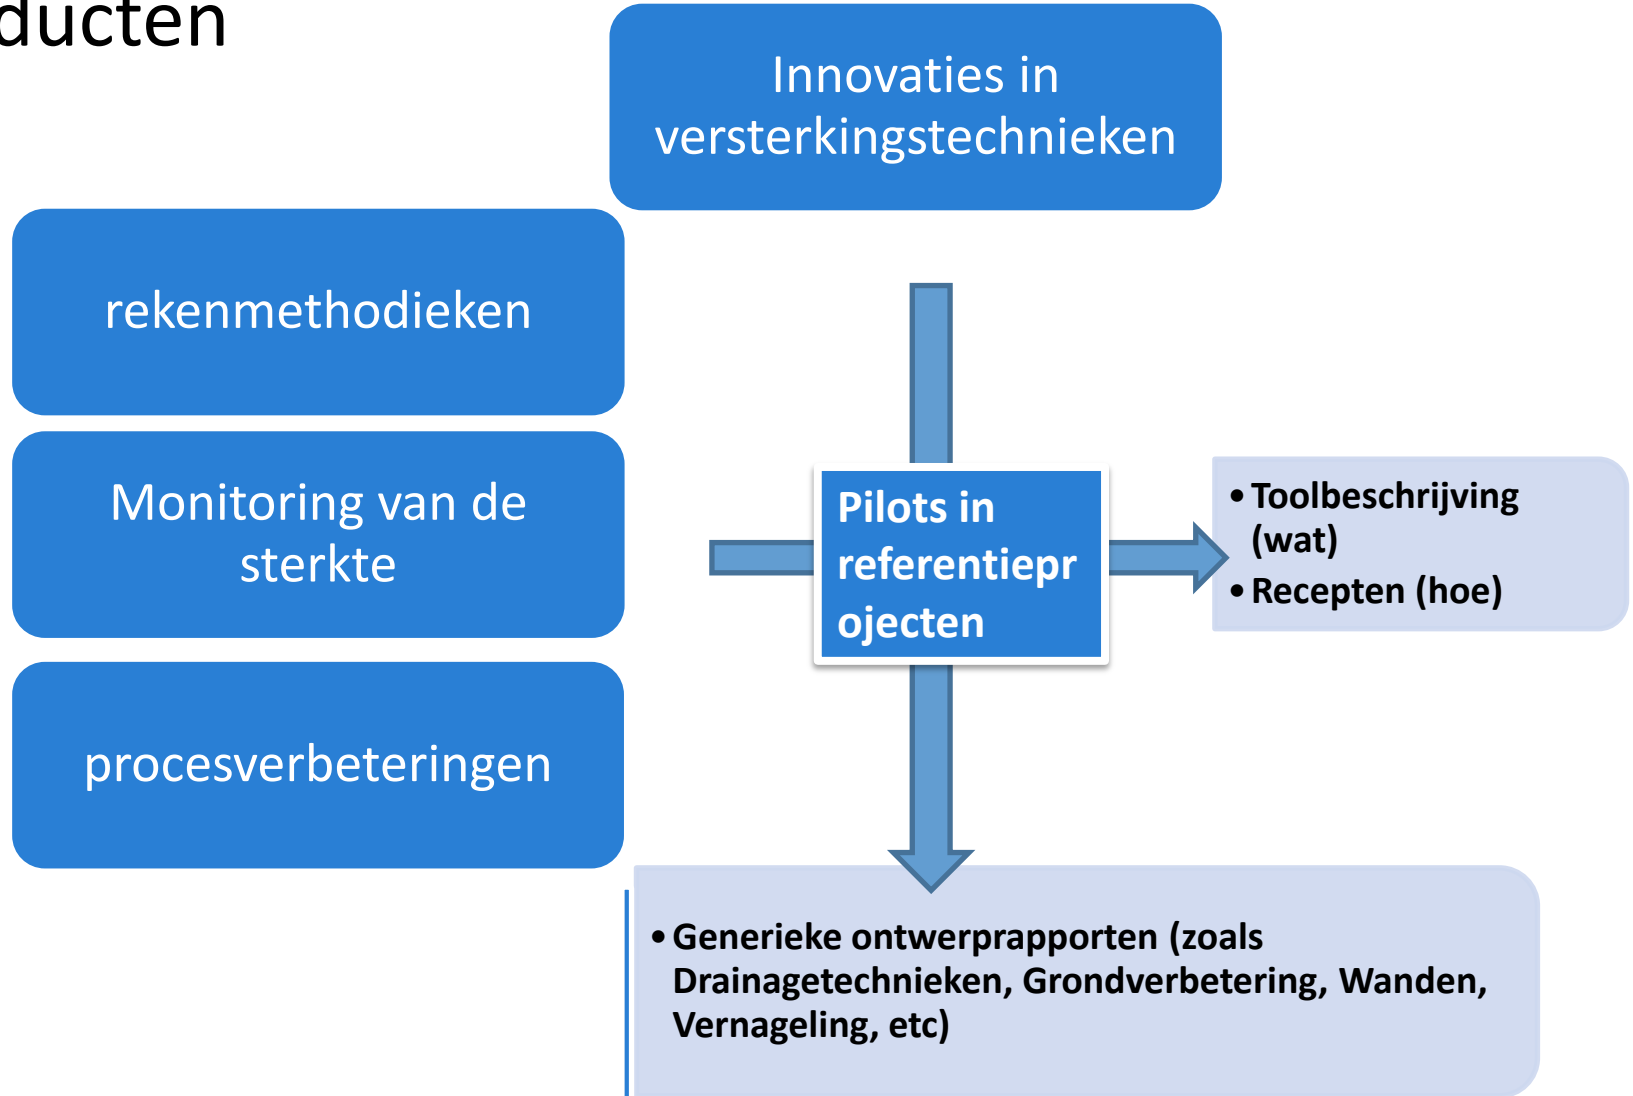 ducten
Innovaties in
versterkingstechnieken
rekenmethodieken
Monitoring van de
sterkte
procesverbeteringen
Pilots in
referentiepr
ojecten
• Toolbeschrijving
(wat)
• Recepten (hoe)
• Generieke ontwerprapporten (zoals
Drainagetechnieken, Grondverbetering, Wanden,
Vernageling, etc)